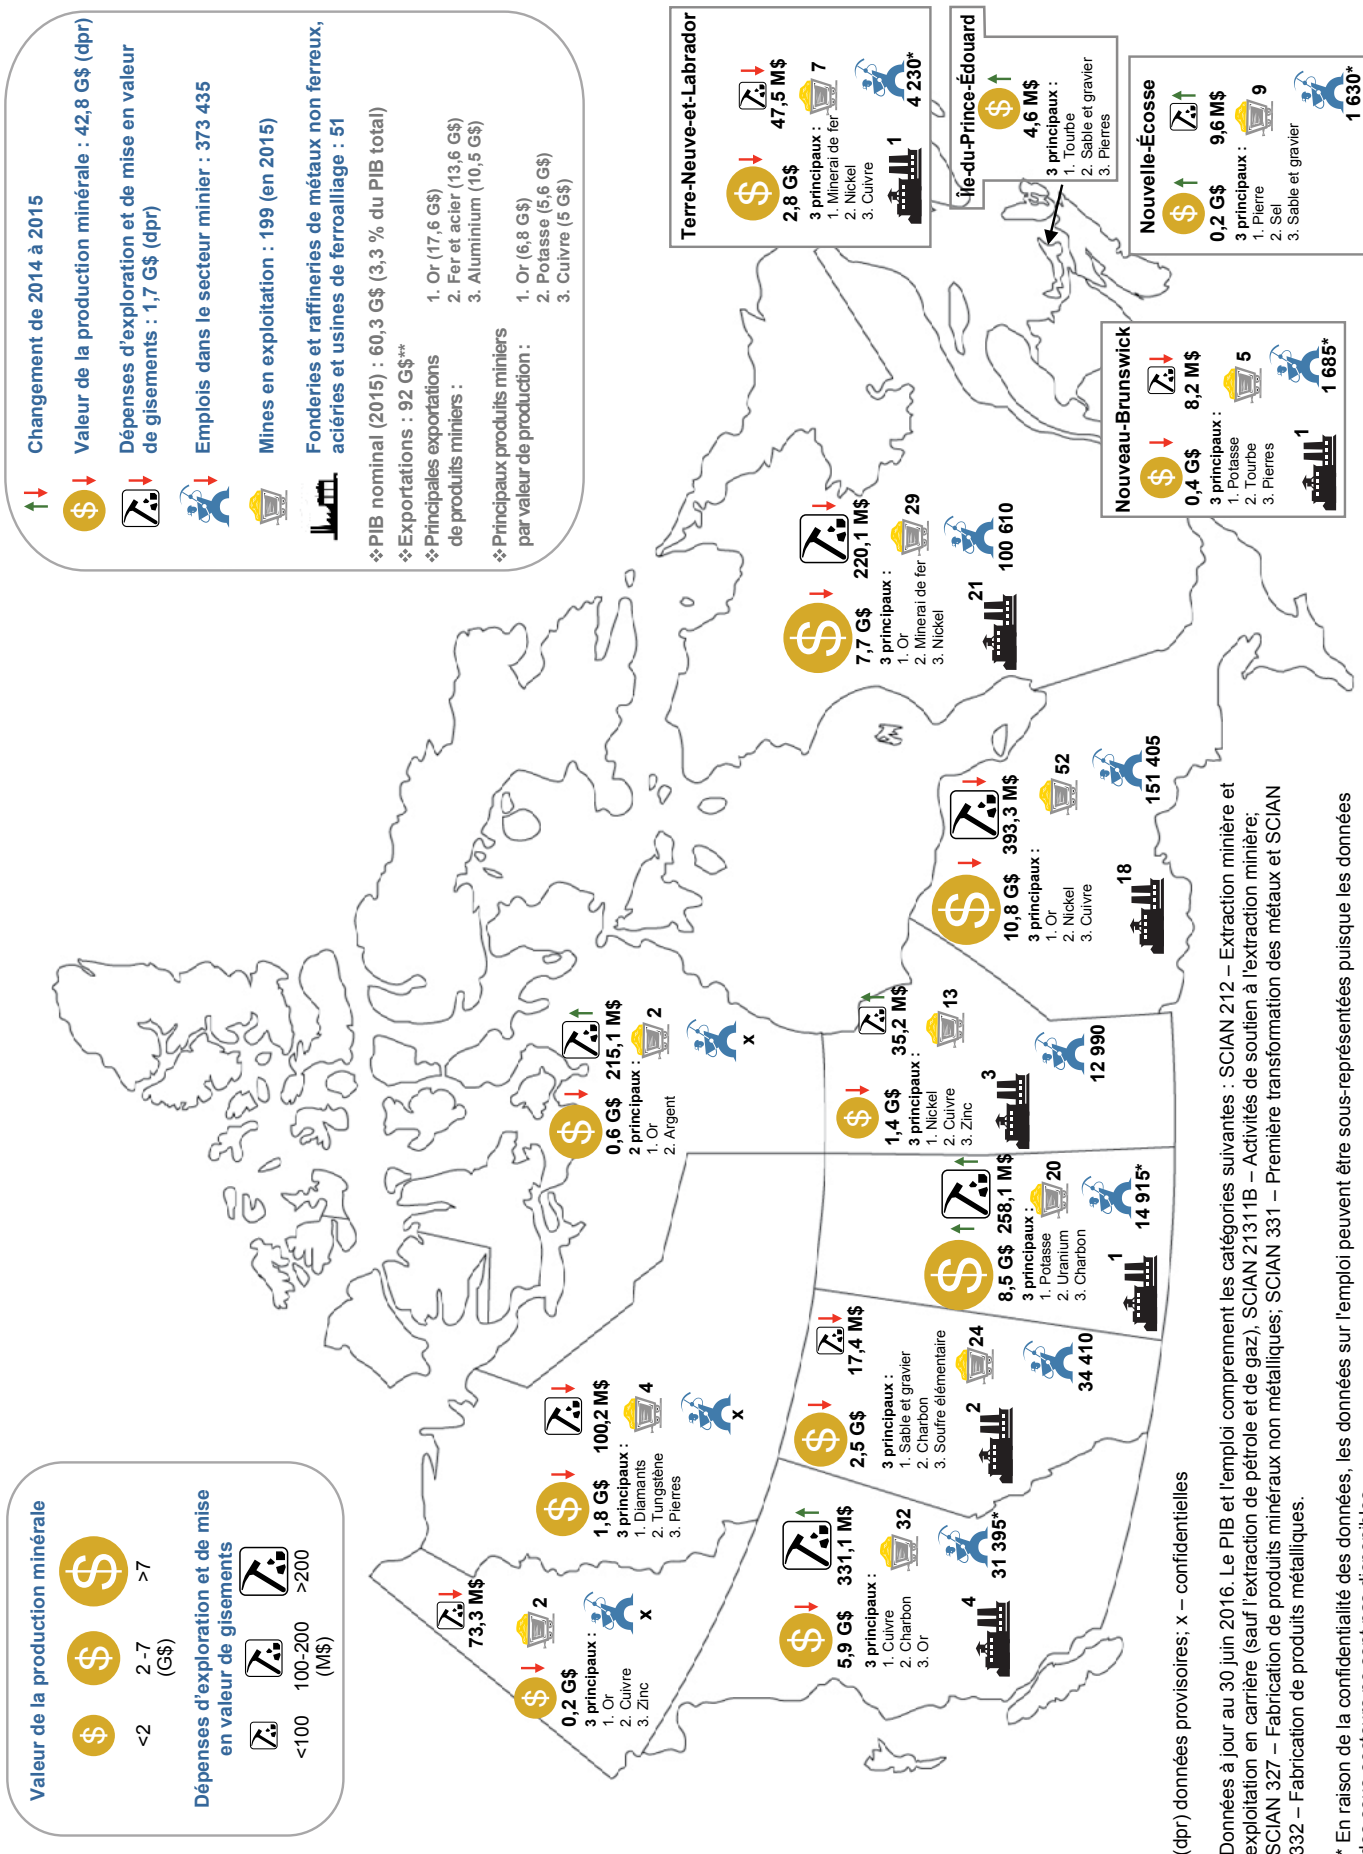 Valeur de la production minérale
<2
2 -7
(G$)
>7
Dépenses d'exploration et de mise
en valeur de gisements
<100
100-200
(M$)
>200
Changement de 2014 à 2015
Valeur de la production minérale : 42,8 G$ (dpr)
Dépenses d'exploration et de mise en valeur
de gisements : 1,7 G$ (dpr)
Emplois dans le secteur minier : 373 435
Mines en exploitation : 199 (en 2015)
Fonderies et raffineries de métaux non ferreux,
aciéries et usines de ferroalliage : 51
❖PIB nominal (2015) : 60,3 G$ (3,3 % du PIB total)
❖Exportations : 92 G$**
❖Principales exportations
de produits miniers :
1. Or (17,6 G$)
2. Fer et acier (13,6 G$)
3. Aluminium (10,5 G$)
❖Principaux produits miniers
par valeur de production :
1. Or (6,8 G$)
2. Potasse (5,6 G$)
3. Cuivre (5 G$)
73,3 M$
0,2 G$
2
3 principaux :
1. Or
2. Cuivre
3. Zinc
x
1,8 G$
100,2 M$
3 principaux :
1. Diamants
2. Tungstène
3. Pierres
4
x
0,6 G$
215,1 M$
2 principaux :
1. Or
2. Argent
2
x
5,9 G$
331,1 M$
3 principaux :
1. Cuivre
2. Charbon
3. Or
32
4
31 395*
2,5 G$
17,4 M$
3 principaux :
1. Sable et gravier
2. Charbon
3. Soufre élémentaire
24
2
34 410
8,5 G$
258,1 M$
3 principaux :
1. Potasse
2. Uranium
3. Charbon
20
1
14 915*
1,4 G$
35,2 M$
3 principaux :
1. Nickel
2. Cuivre
3. Zinc
13
3
12 990
10,8 G$
393,3 M$
3 principaux :
1. Or
2. Nickel
3. Cuivre
52
18
151 405
7,7 G$
220,1 M$
3 principaux :
1. Or
2. Minerai de fer
3. Nickel
29
21
100 610
Terre-Neuve-et-Labrador
2,8 G$
47,5 M$
3 principaux :
1. Minerai de fer
2. Nickel
3. Cuivre
7
1
4 230*
Île-du-Prince-Édouard
4,6 M$
3 principaux :
1. Tourbe
2. Sable et gravier
3. Pierres
Nouvelle-Écosse
0,2 G$
9,6 M$
3 principaux :
1. Pierre
2. Sel
3. Sable et gravier
9
1 630*
Nouveau-Brunswick
0,4 G$
8,2 M$
3 principaux :
1. Potasse
2. Tourbe
3. Pierres
5
1
1 685*
(dpr) données provisoires; x – confidentielles
Données à jour au 30 juin 2016. Le PIB et l'emploi comprennent les catégories suivantes : SCIAN 212 – Extraction minière et
exploitation en carrière (sauf l'extraction de pétrole et de gaz), SCIAN 21311B – Activités de soutien à l'extraction minière;
SCIAN 327 – Fabrication de produits minéraux non métalliques; SCIAN 331 – Première transformation des métaux et SCIAN
332 – Fabrication de produits métalliques.
* En raison de la confidentialité des données, les données sur l'emploi peuvent être sous-représentées puisque les données